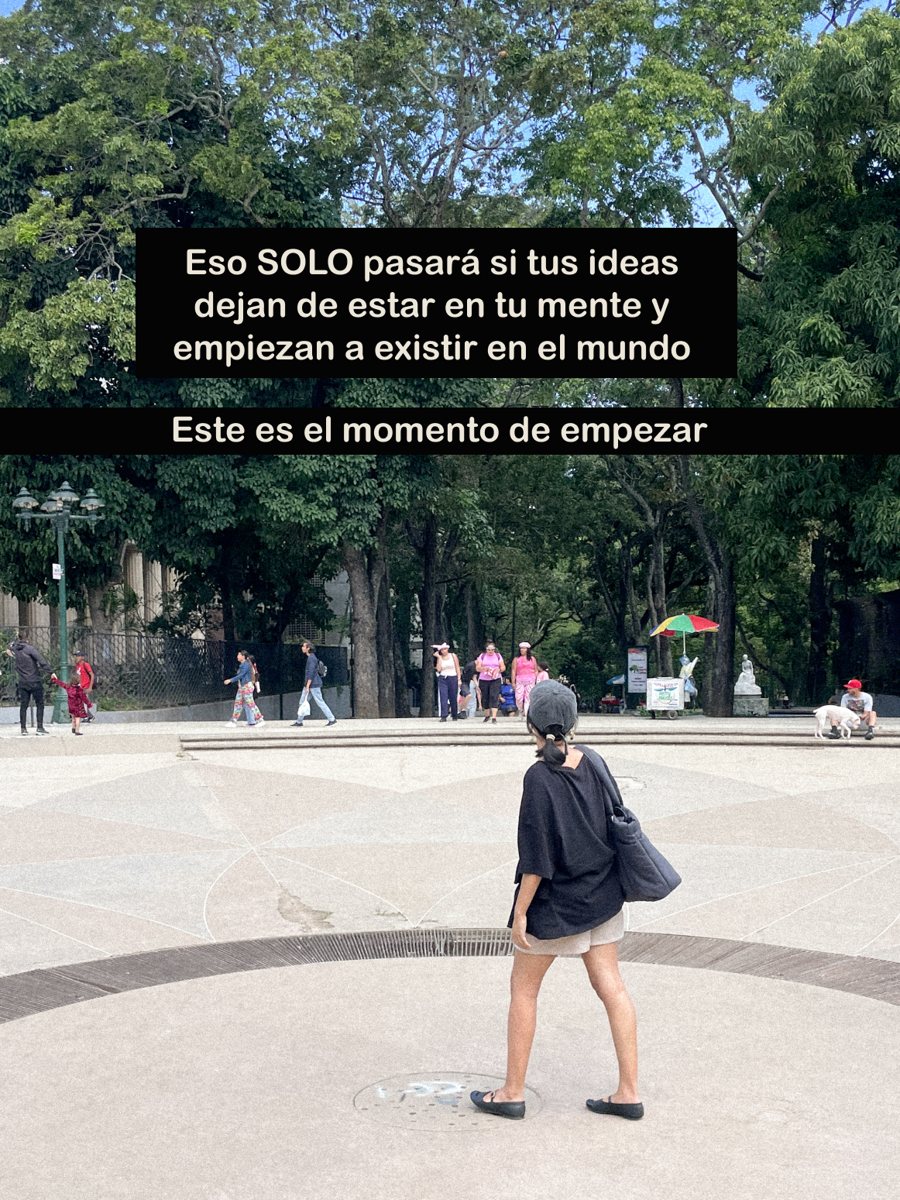 Eso SOLO pasará si tus ideas
dejan de estar en tu mente y
empiezan a existir en el mundo
Este es el momento de empezar